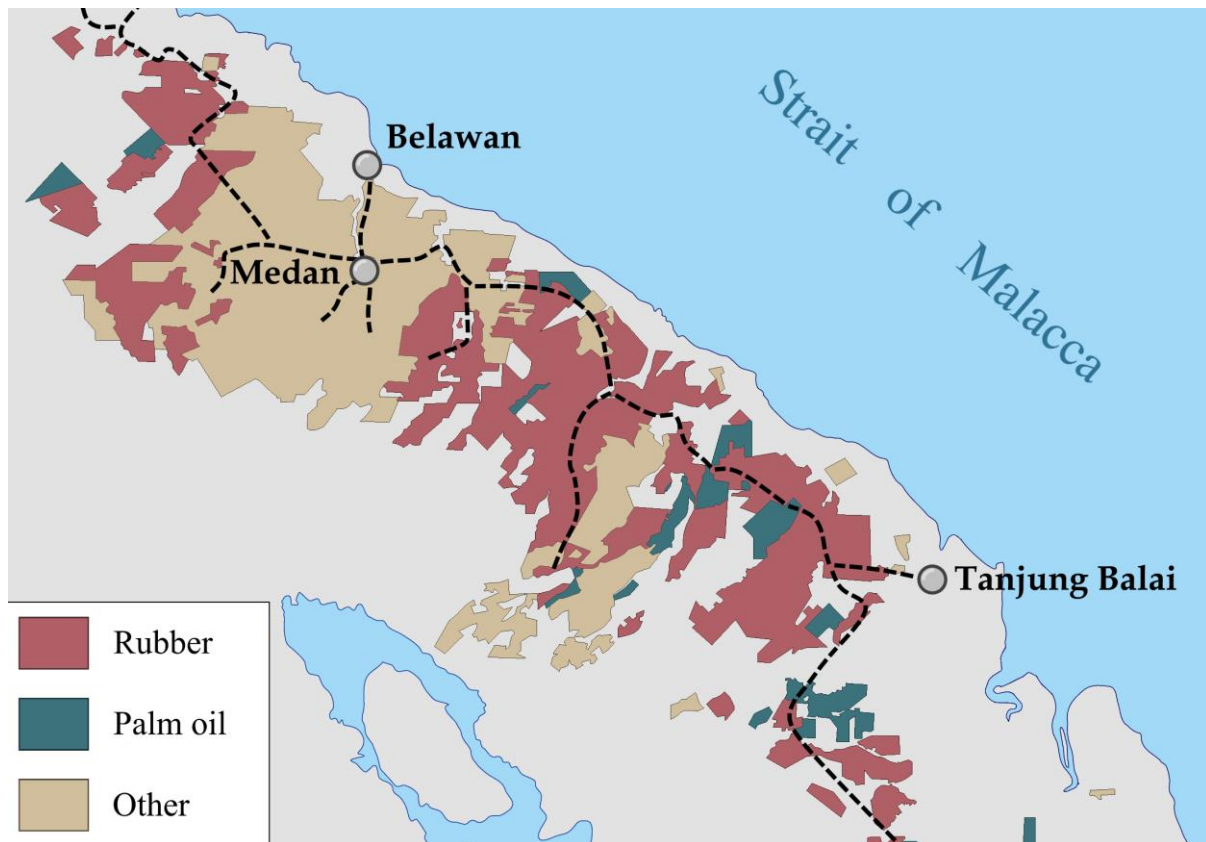 Belawan
Strait of Malacca
Medan
Tanjung Balai
Rubber
Palm oil
Other